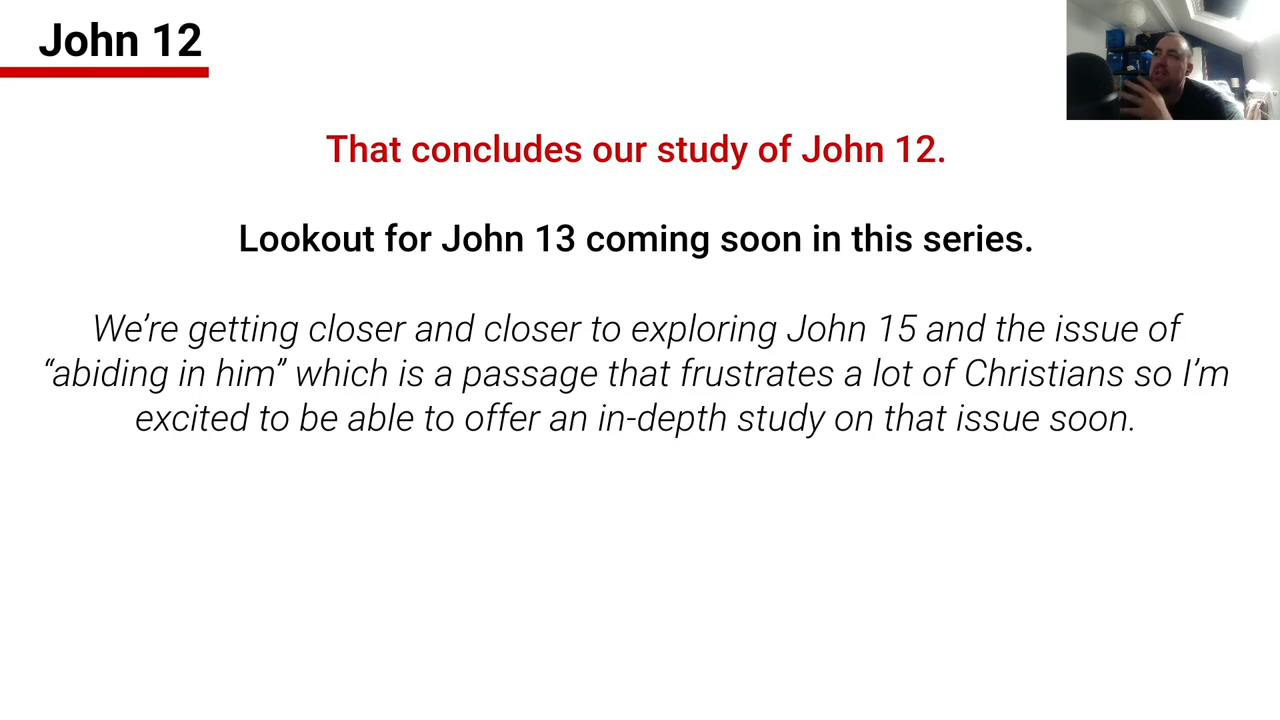 John 12
That concludes our study of John 12.
Lookout for John 13 coming soon in this series.
We’re getting closer and closer to exploring John 15 and the issue of
“abiding in him” which is a passage that frustrates a lot of Christians so I’m
excited to be able to offer an in-depth study on that issue soon.